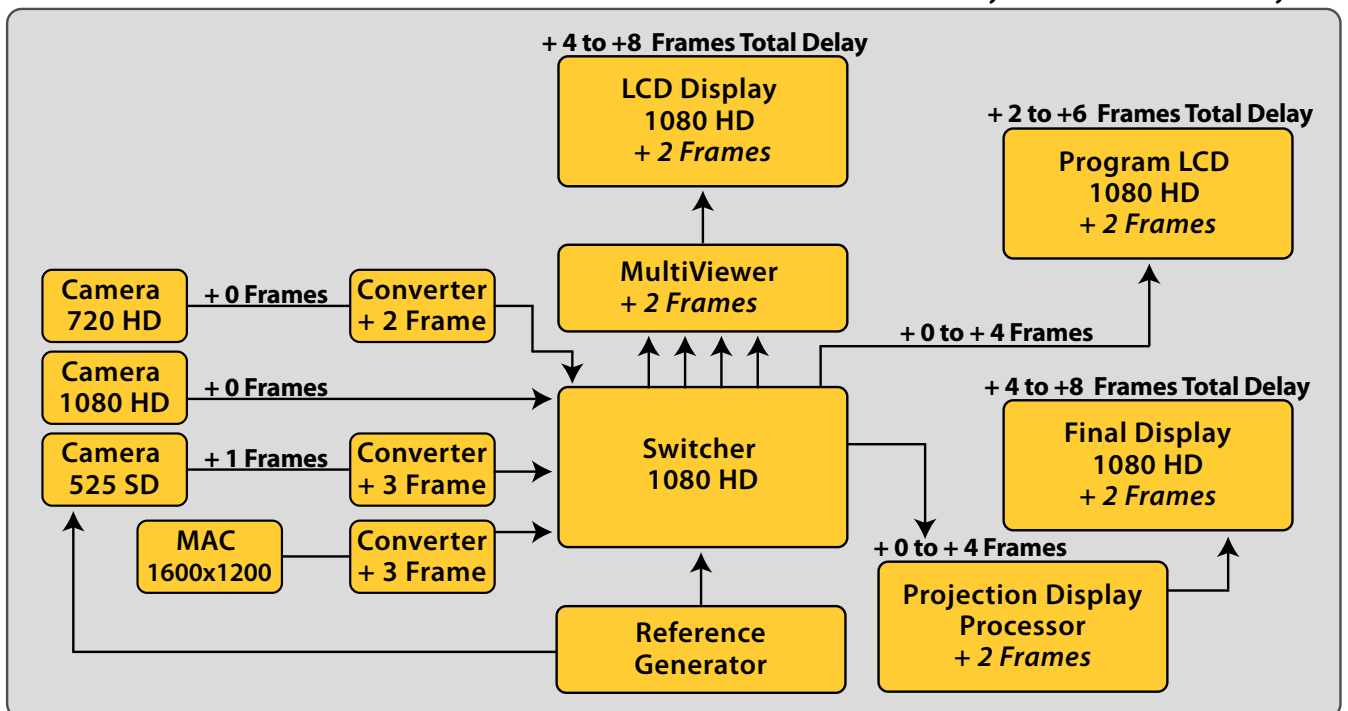 + 4 to +8 Frames Total Delay
LCD Display
1080 HD
+ 2 Frames
+ 2 to +6 Frames Total Delay
Program LCD
1080 HD
+ 2 Frames
MultiViewer
+ 2 Frames
Camera
720 HD
+ 0 Frames
Converter
+ 2 Frame
+ 0 to + 4 Frames
Camera
1080 HD
+ 0 Frames
+ 4 to +8 Frames Total Delay
Final Display
1080 HD
+ 2 Frames
Camera
525 SD
+ 1 Frames
Converter
+ 3 Frame
Switcher
1080 HD
MAC
1600x1200
Converter
+ 3 Frame
+ 0 to + 4 Frames
Projection Display
Processor
+ 2 Frames
Reference
Generator